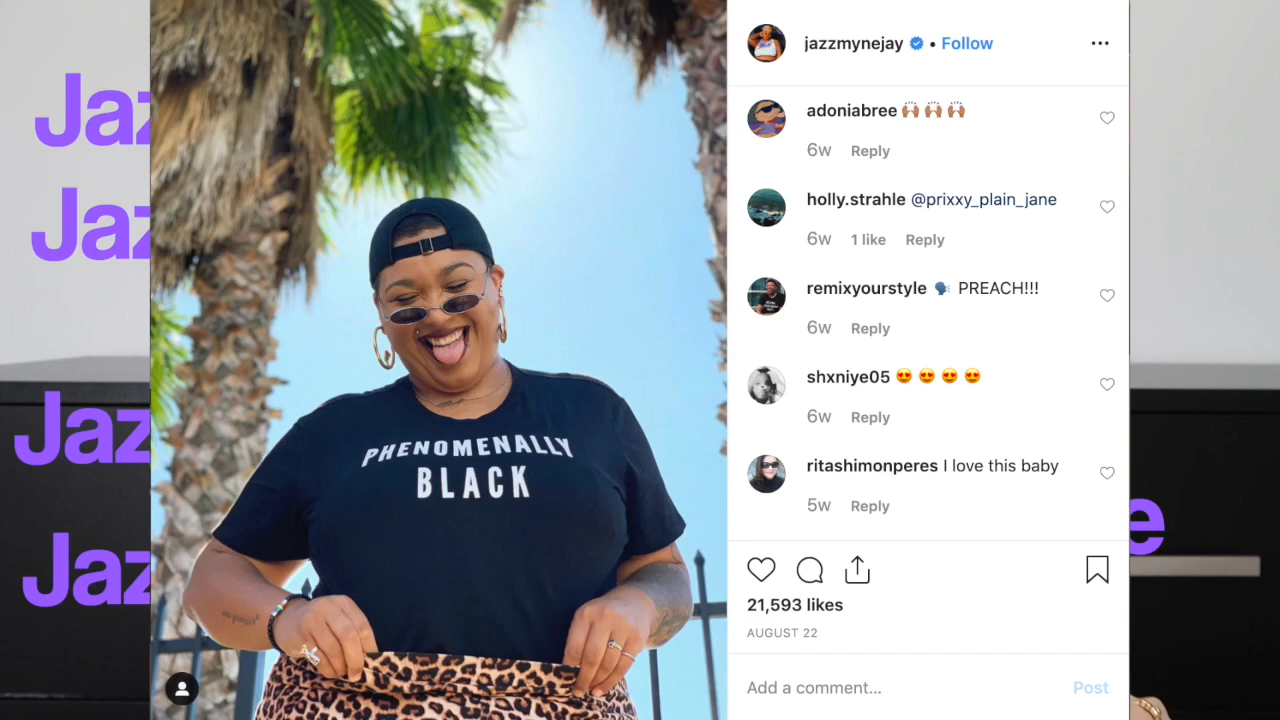 Jaz
Jaz
Jaz
Jaz
e
PHENOMENALLY
BLACK
jazzmynejay • Follow
adoniabree 🙌🏽 🙌🏽 🙌🏽
6w Reply
holly.strahle @prixxy_plain_jane
6w 1 like Reply
remixyourstyle 🗣 PREACH!!!
6w Reply
shxniye05 😍 😍 😍 😍
6w Reply
ritashimonperes I love this baby
5w Reply
21,593 likes
AUGUST 22
Add a comment... Post